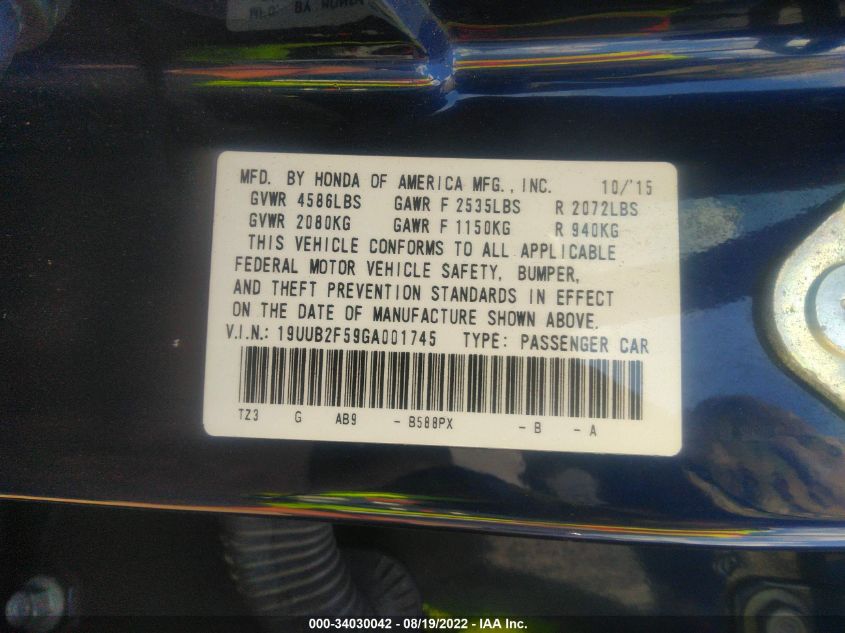 MFD. BY HONDA OF AMERICA MFG., INC. 10/'15
GVWR 4586LBS GAWR F 2535LBS R 2072LBS
GVWR 2080KG GAWR F 1150KG R 940KG
THIS VEHICLE CONFORMS TO ALL APPLICABLE
FEDERAL MOTOR VEHICLE SAFETY, BUMPER,
AND THEFT PREVENTION STANDARDS IN EFFECT
ON THE DATE OF MANUFACTURE SHOWN ABOVE.
V.I.N.: 19UUB2F59GA001745 TYPE: PASSENGER CAR
TZ3 G AB9 - B588PX - B - A
000-34030042 - 08/19/2022 - IAA Inc.